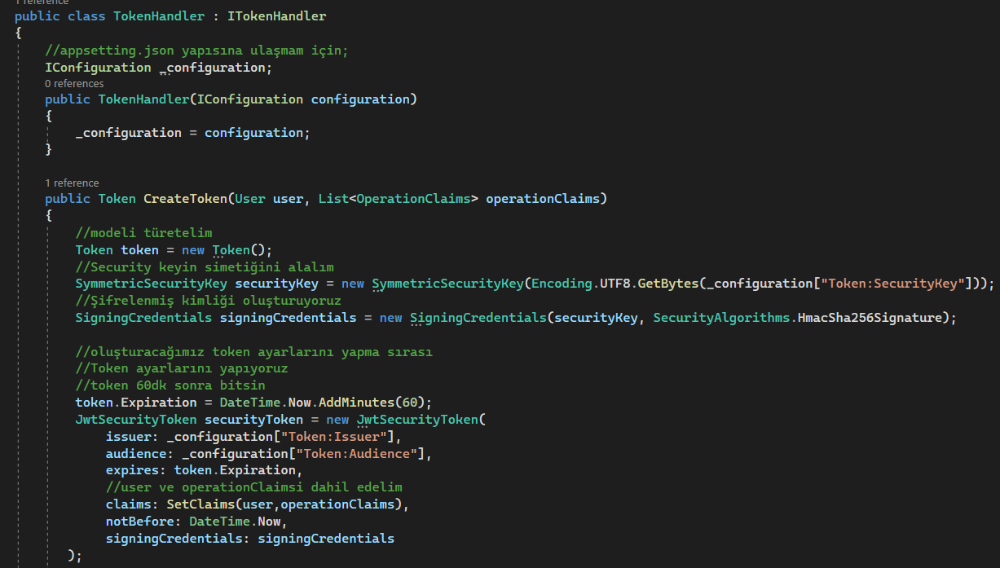 1 reference
public class TokenHandler : ITokenHandler
{
//appsetting.json yapısına ulaşmam için;
IConfiguration _configuration;
0 references
public TokenHandler(IConfiguration configuration)
{
_configuration = configuration;
}
1 reference
public Token CreateToken(User user, List<OperationClaims> operationClaims)
{
//modeli türetelim
Token token = new Token();
//Security keyin simetiğini alalım
SymmetricSecurityKey securityKey = new SymmetricSecurityKey(Encoding.UTF8.GetBytes(_configuration["Token:SecurityKey"]));
//Şifrelenmiş kimliği oluşturuyoruz
SigningCredentials signingCredentials = new SigningCredentials(securityKey, SecurityAlgorithms.HmacSha256Signature);
//oluşturacağımız token ayarlarını yapma sırası
//Token ayarlarını yapıyoruz
//token 60dk sonra bitsin
token.Expiration = DateTime.Now.AddMinutes(60);
JwtSecurityToken securityToken = new JwtSecurityToken(
issuer: _configuration["Token:Issuer"],
audience: _configuration["Token:Audience"],
expires: token.Expiration,
//user ve operationClaimsi dahil edelim
claims: SetClaims(user,operationClaims),
notBefore: DateTime.Now,
signingCredentials: signingCredentials
);